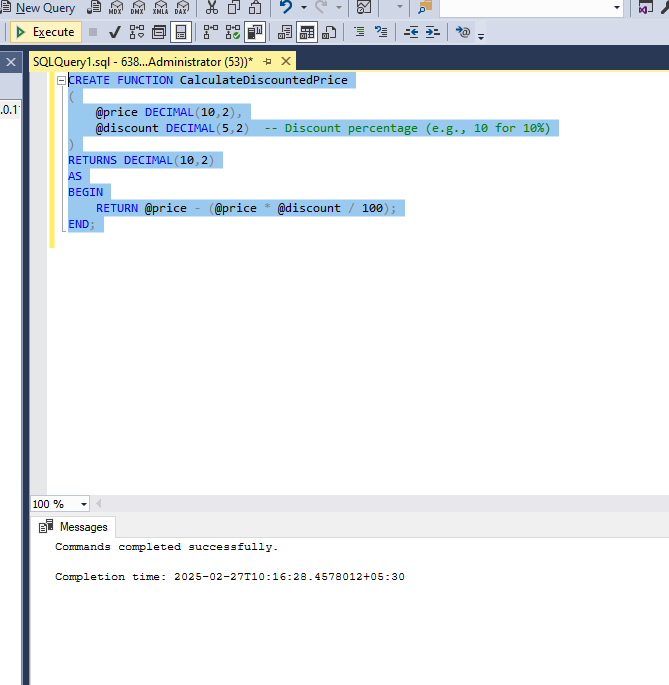 New Query MDX DMX XMLA DAX
Execute
SQLQuery1.sql - 638...Administrator (53))*
.0.1
CREATE FUNCTION CalculateDiscountedPrice
(
@price DECIMAL(10,2),
@discount DECIMAL(5,2) -- Discount percentage (e.g., 10 for 10%)
)
RETURNS DECIMAL(10,2)
AS
BEGIN
RETURN @price - (@price * @discount / 100);
END;
100 %
Messages
Commands completed successfully.
Completion time: 2025-02-27T10:16:28.4578012+05:30